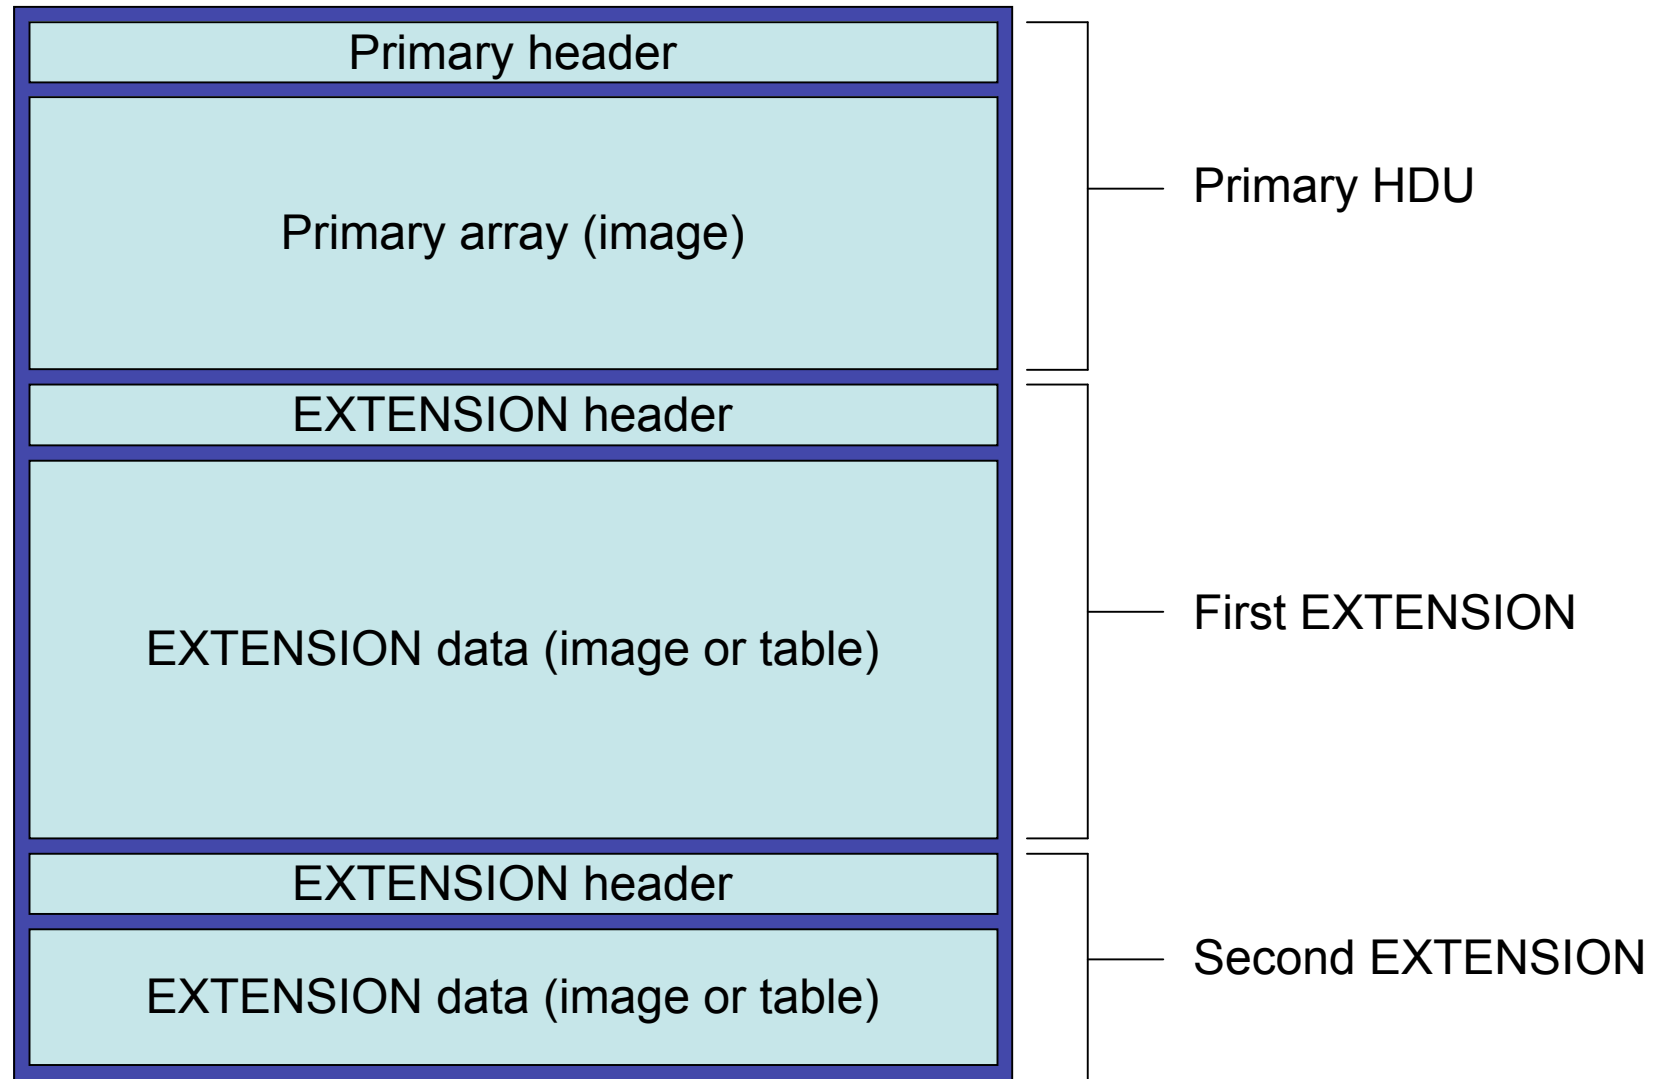 Primary header
Primary array (image)
Primary HDU
EXTENSION header
EXTENSION data (image or table)
First EXTENSION
EXTENSION header
EXTENSION data (image or table)
Second EXTENSION